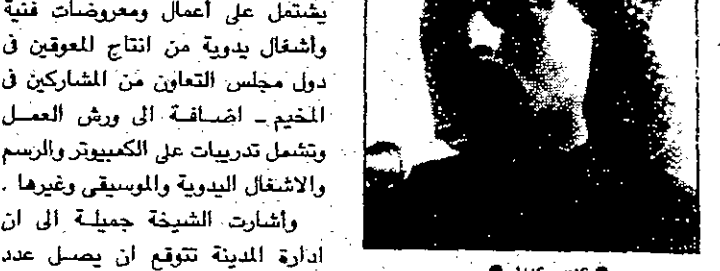 يشتمل على أعمال ومعروضات فنية
وأشغال يدوية من انتاج المعوقين فى
دول مجلس التعاون من المشاركين فى
المخيم ـ اضافة الى ورش العمل
وتشمل تدريبات على الكمبيوتر والرسم
والاشغال اليدوية والموسيقى وغيرها .
وأشارت الشيخة جميلة الى ان
ادارة المدينة تتوقع ان يصل عدد